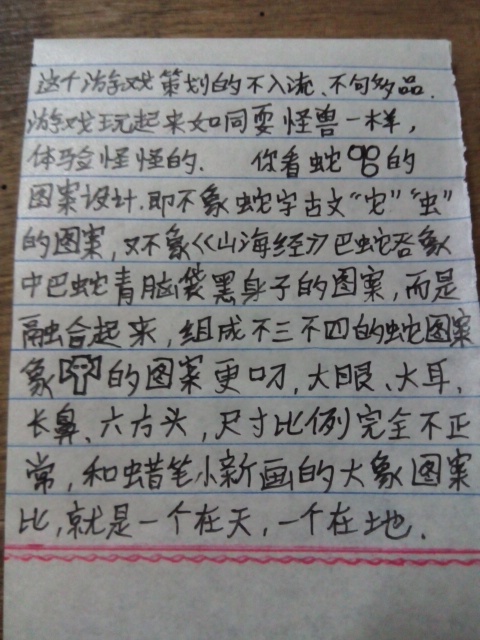 这个游戏策划的不入流、不句多品.
游戏玩起来如同耍怪兽一样,
体验怪怪的. 你看蛇的
图案设计.即不象蛇字古文“它”“虫”
的图案,又不象《山海经》巴蛇吞象
中巴蛇青脑袋黑身子的图案,而是
融合起来,组成不三不四的蛇图案
象的图案更叼,大眼、大耳、
长鼻、六方头,尺寸比例完全不正
常,和蜡笔小新画的大象图案
比,就是一个在天,一个在地.